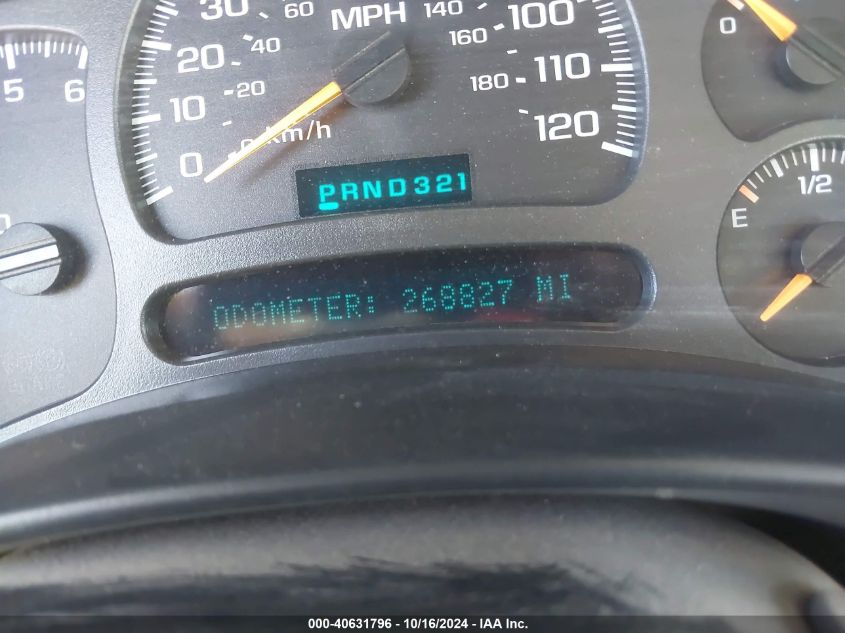 30 60 MPH 140 100
5 6 20 40 160 110
10 20 180 120
0 0 km/h
PRND321
ODOMETER: 268827 MI
0
E 1/2
000-40631796 - 10/16/2024 - IAA Inc.